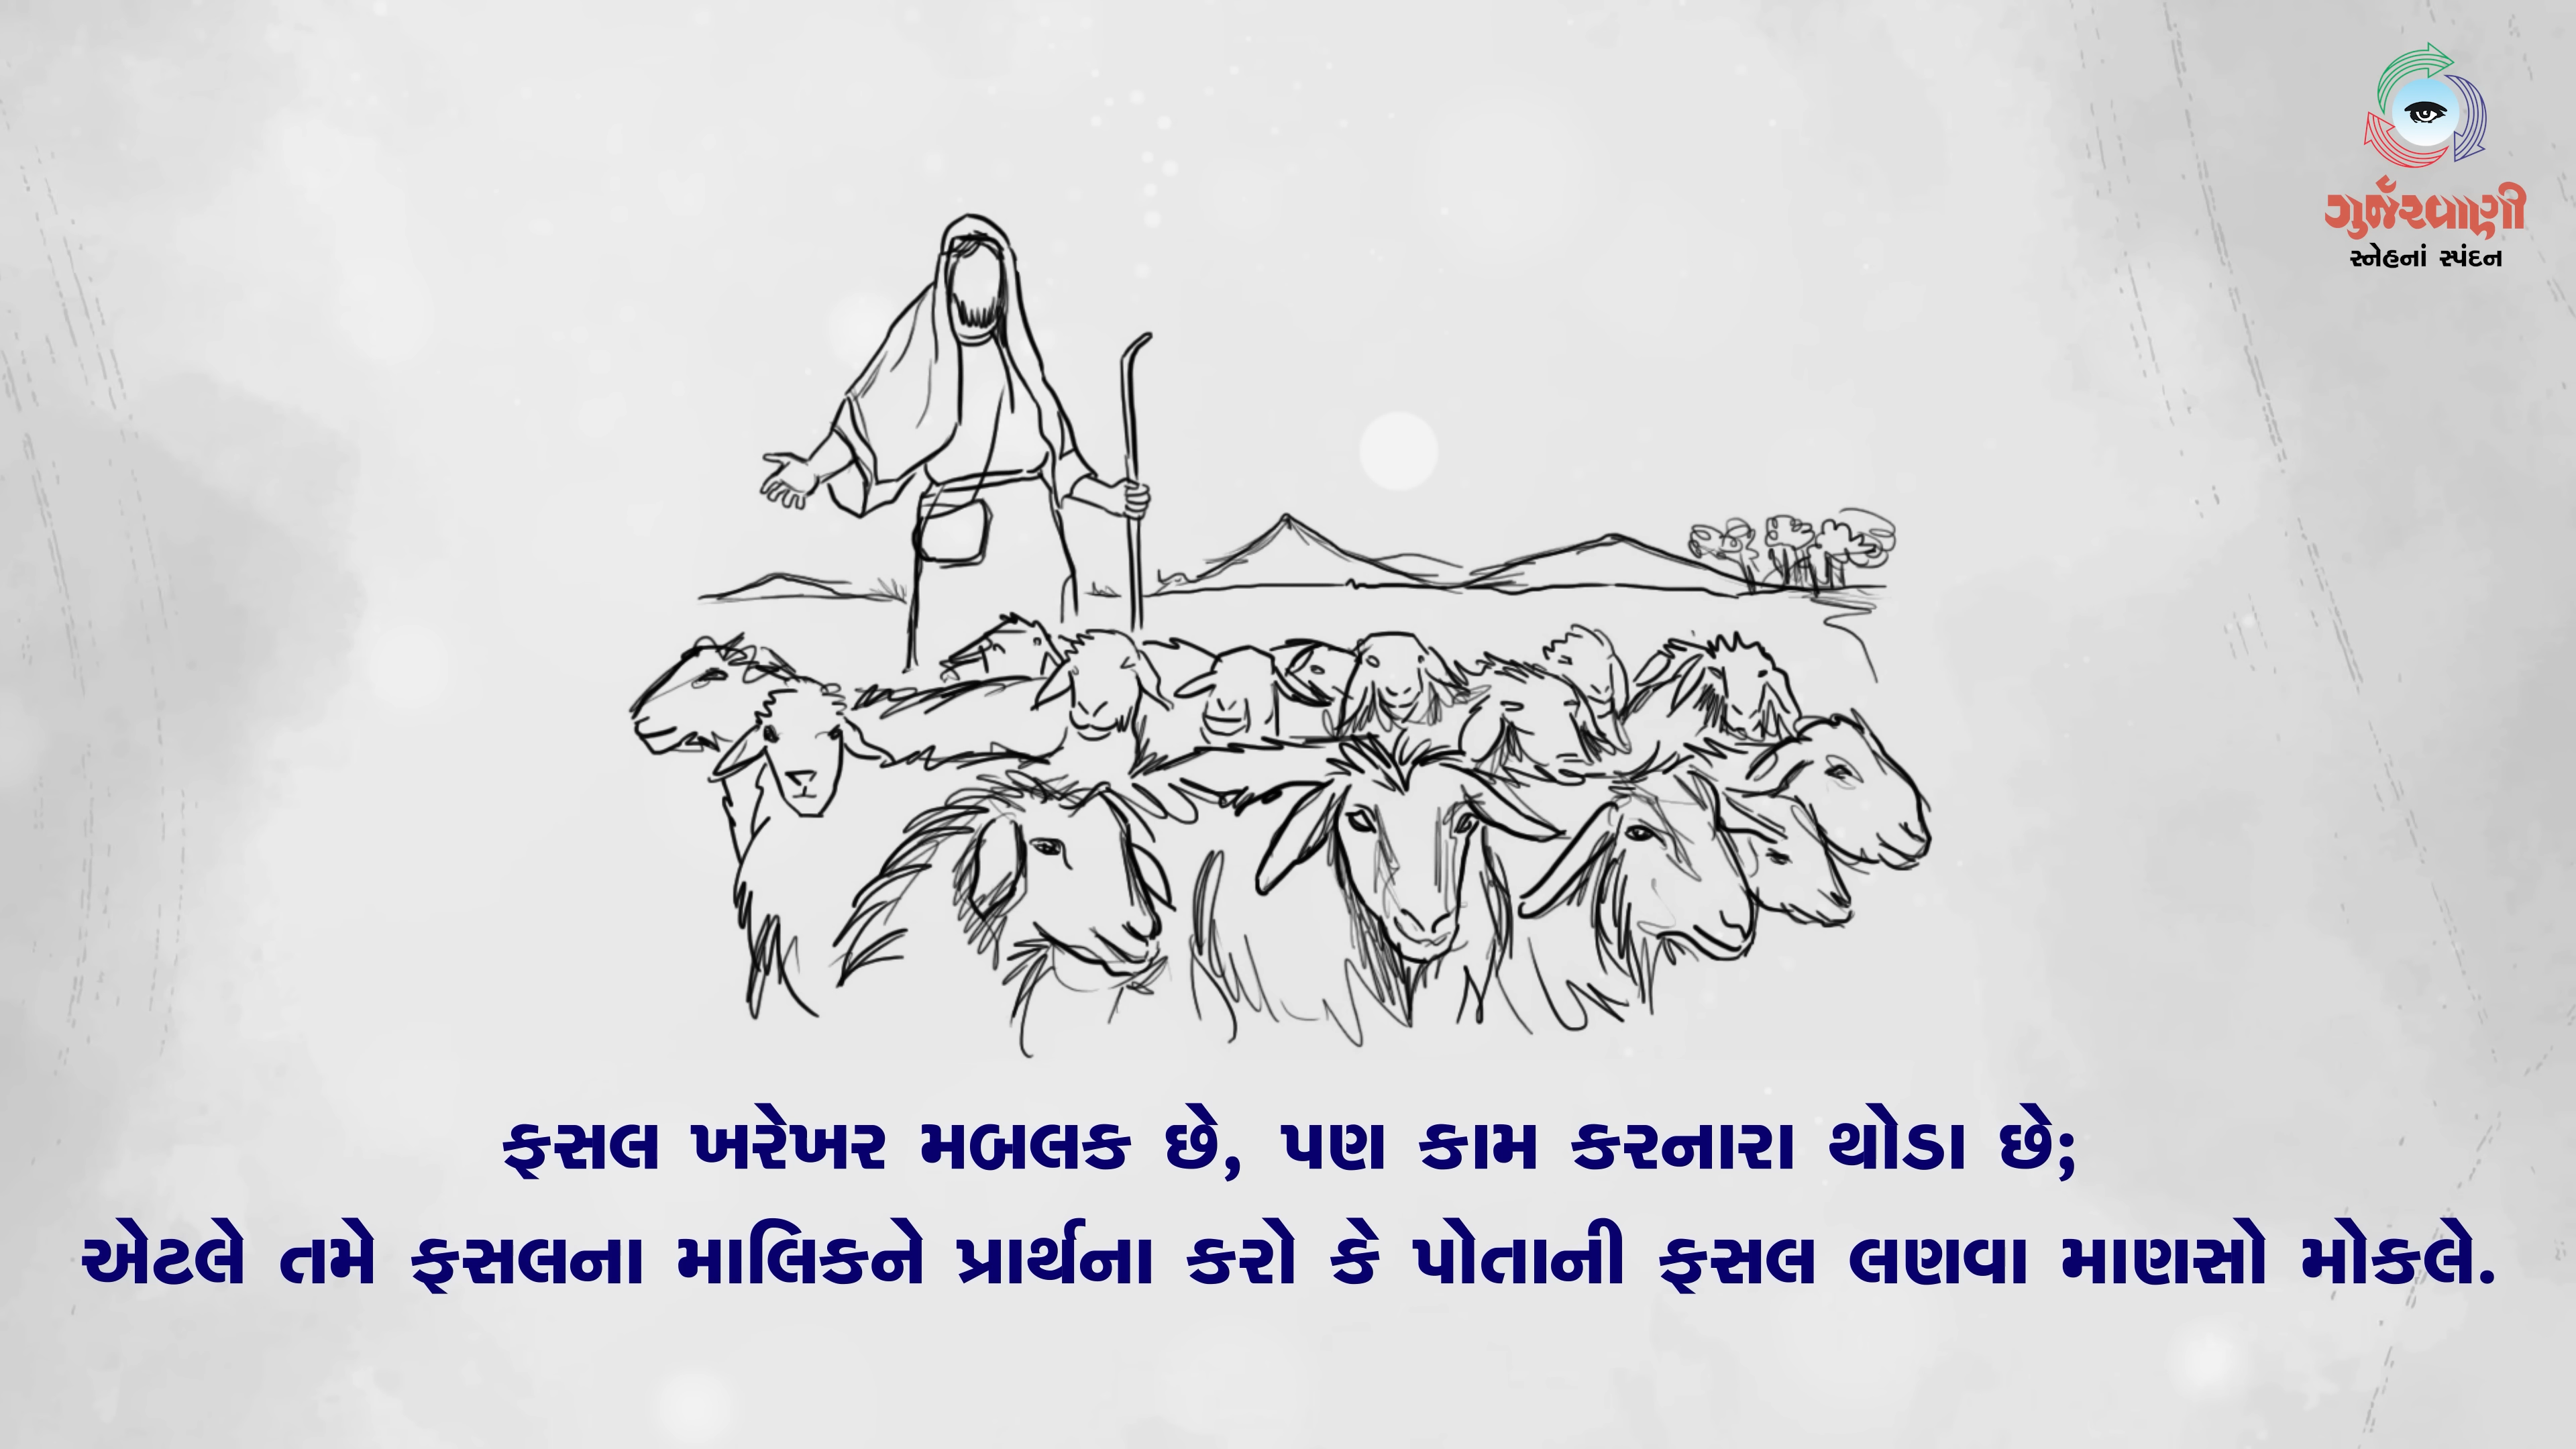 ગુર્જરવાણી
સ્નેહનાં સ્પંદન
ફસલ ખરેખર મબલક છે, પણ કામ કરનારા થોડા છે;
એટલે તમે ફસલના માલિકને પ્રાર્થના કરો કે પોતાની ફસલ લણવા માણસો મોકલે.